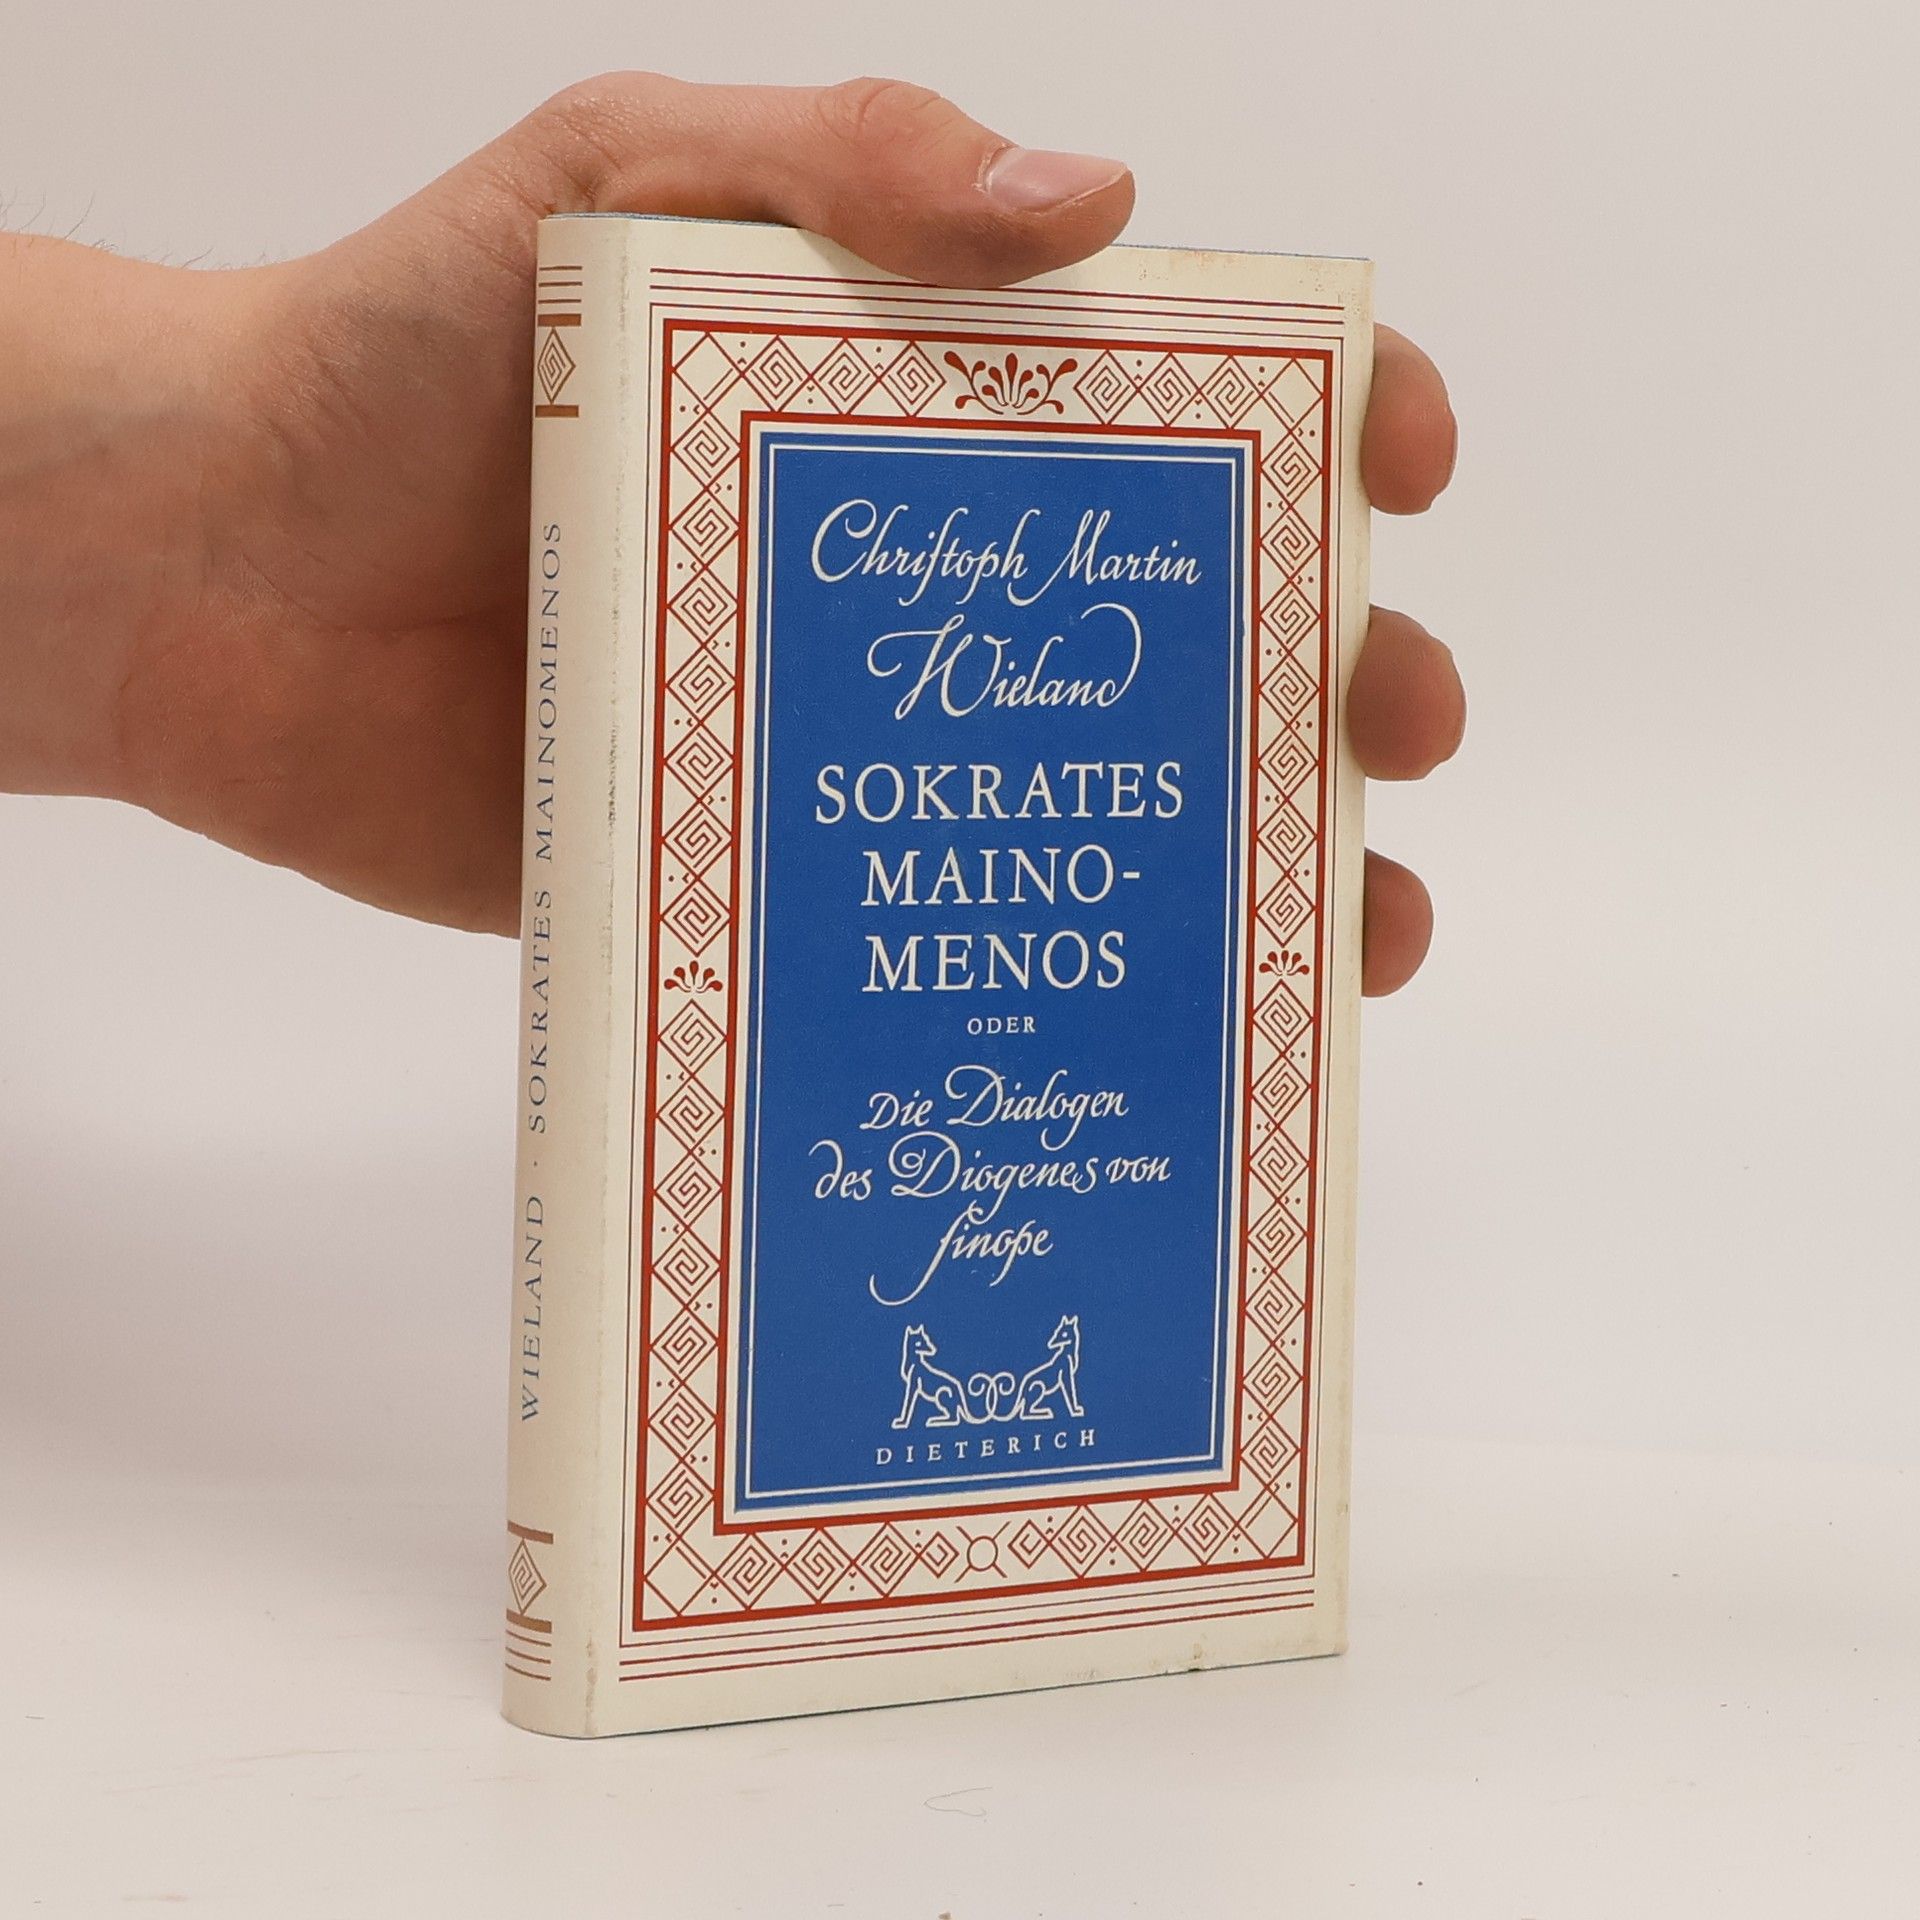 WIELAND · SOKRATES MAINOMENOS
Chriſtoph Martin
Wieland
SOKRATES
MAINO-
MENOS
ODER
Die Dialogen
des Diogenes von
ſinope
DIETERICH